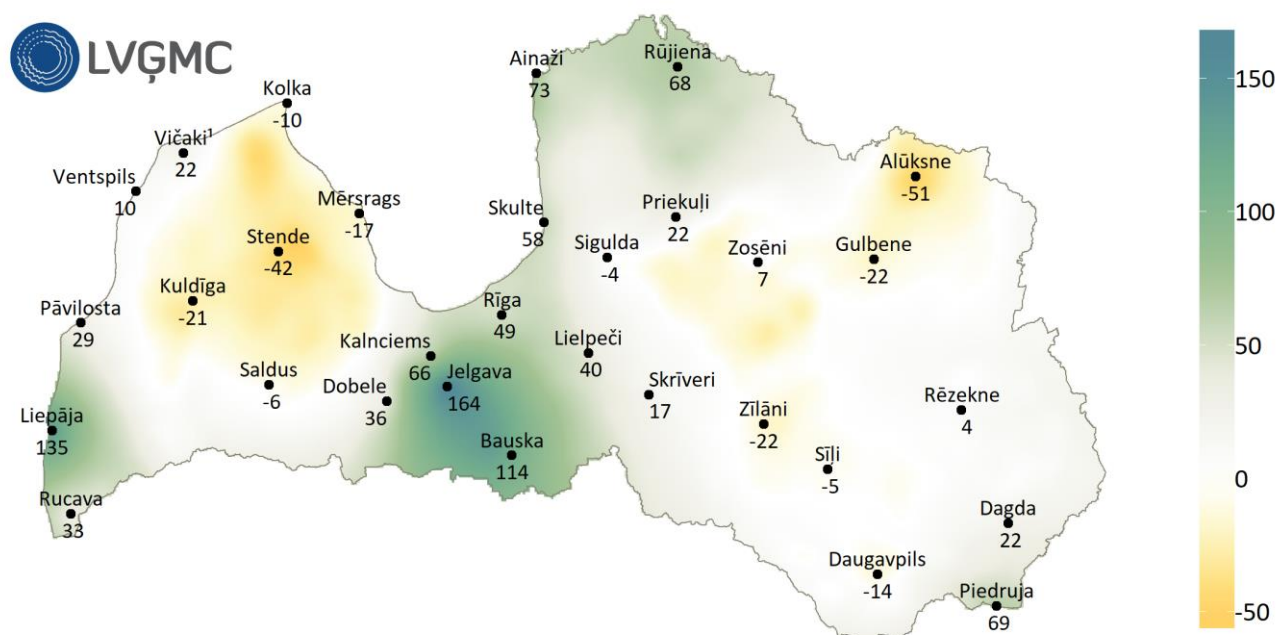 LVĢMC
Ainaži
73
Rūjiena
68
150
Kolka
-10
Vičaki¹
22
Alūksne
-51
Ventspils
10
Mērsrags
-17
Skulte
58
Priekuļi
22
100
Stende
-42
Sigulda
-4
Zosēni
7
Gulbene
-22
Kuldīga
-21
Pāvilosta
29
Rīga
49
Kalnciems
66
Lielpeči
40
50
Saldus
-6
Dobele
36
Jelgava
164
Skrīveri
17
Liepāja
135
Zīlāni
-22
Rēzekne
4
Bauska
114
Sīļi
-5
0
Rucava
33
Dagda
22
Daugavpils
-14
Piedruja
69
-50